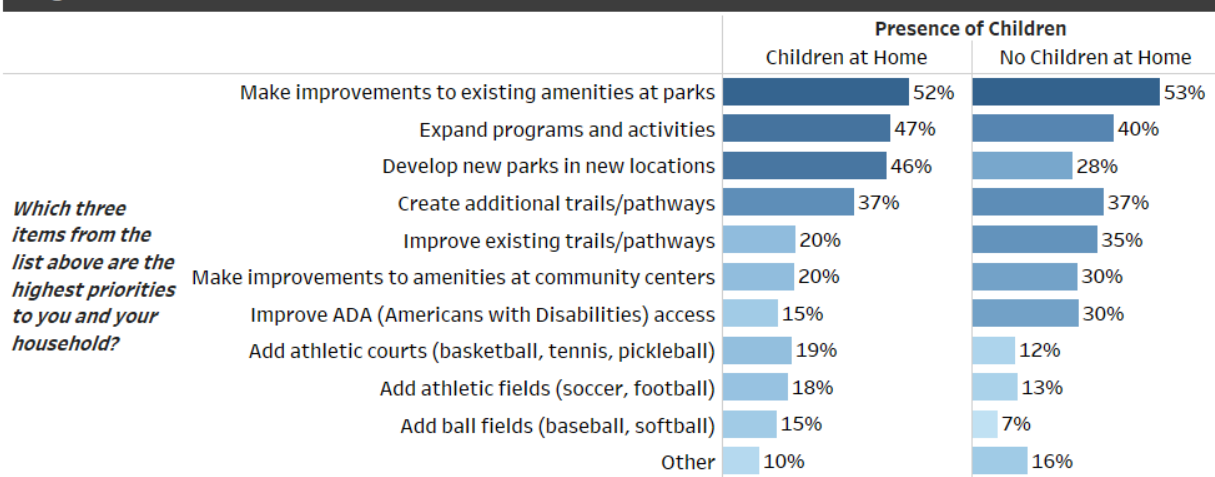 Presence of Children
Children at Home No Children at Home
Make improvements to existing amenities at parks 52% 53%
Expand programs and activities 47% 40%
Develop new parks in new locations 46% 28%
Create additional trails/pathways 37% 37%
Improve existing trails/pathways 20% 35%
Make improvements to amenities at community centers 20% 30%
Improve ADA (Americans with Disabilities) access 15% 30%
Add athletic courts (basketball, tennis, pickleball) 19% 12%
Add athletic fields (soccer, football) 18% 13%
Add ball fields (baseball, softball) 15% 7%
Other 10% 16%
Which three
items from the
list above are the
highest priorities
to you and your
household?